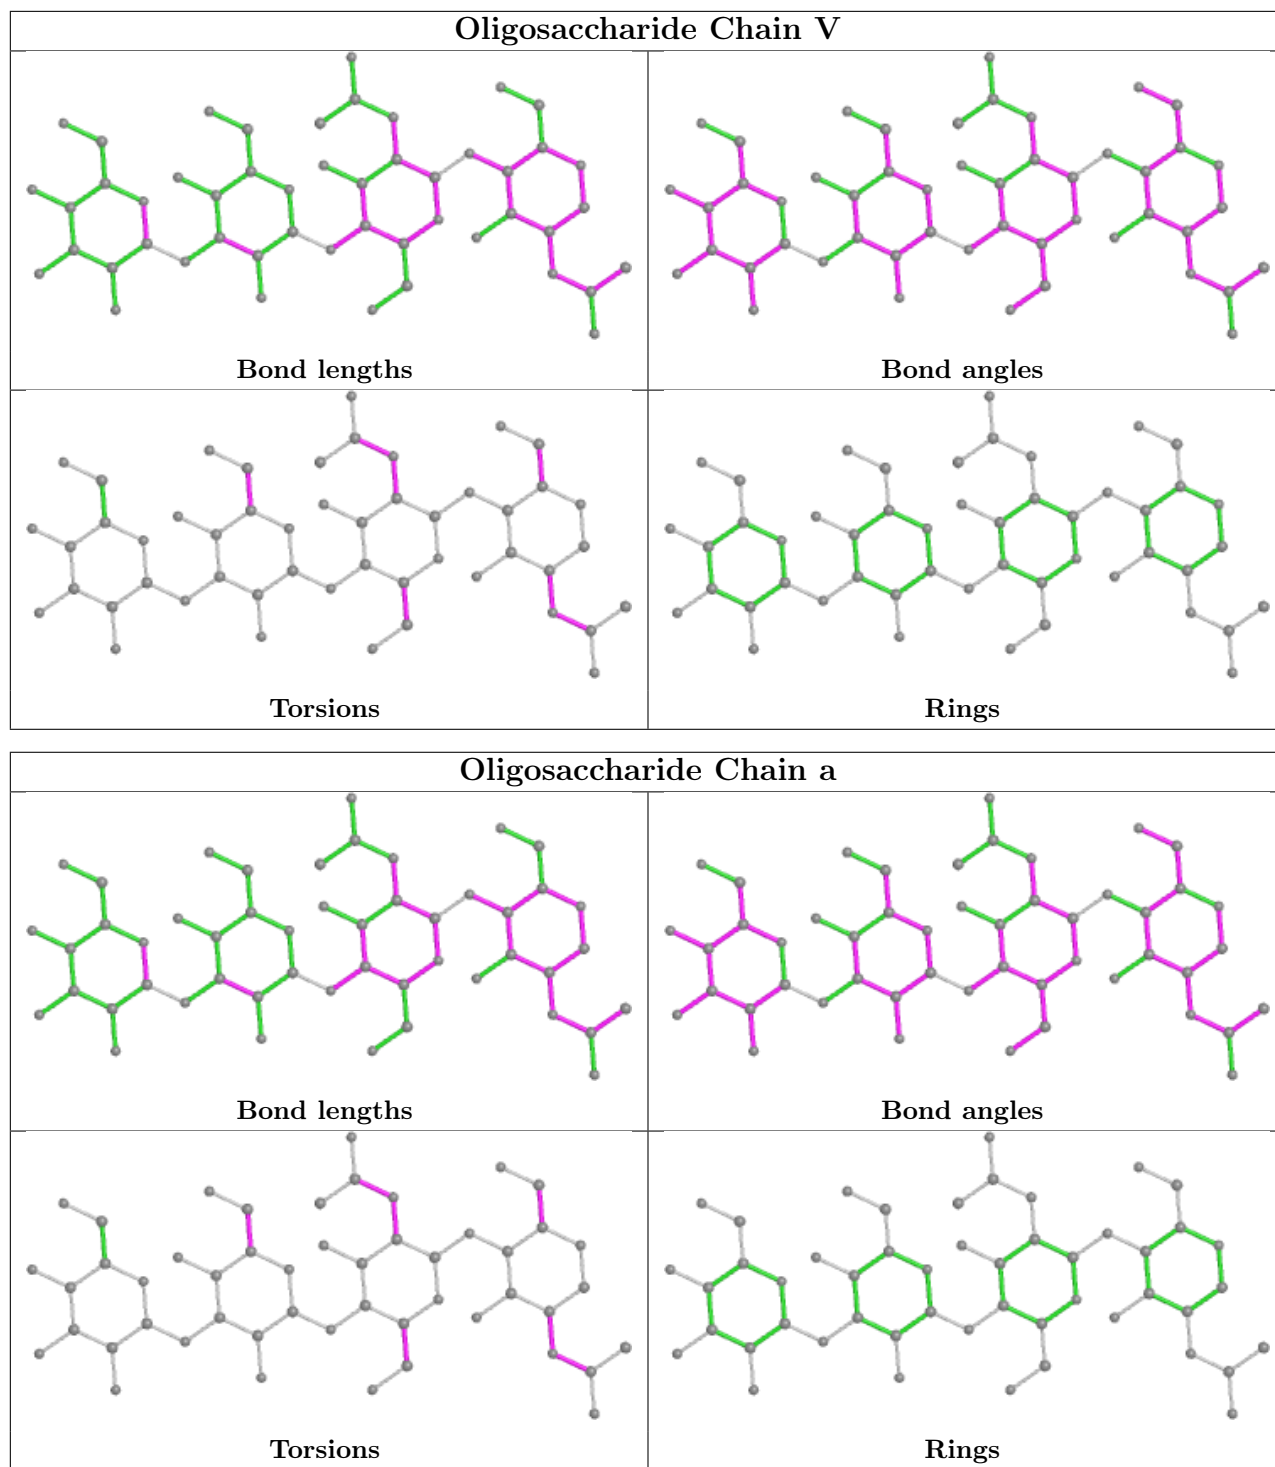 Oligosaccharide Chain V
Bond lengths
Bond angles
Torsions
Rings
Oligosaccharide Chain a
Bond lengths
Bond angles
Torsions
Rings